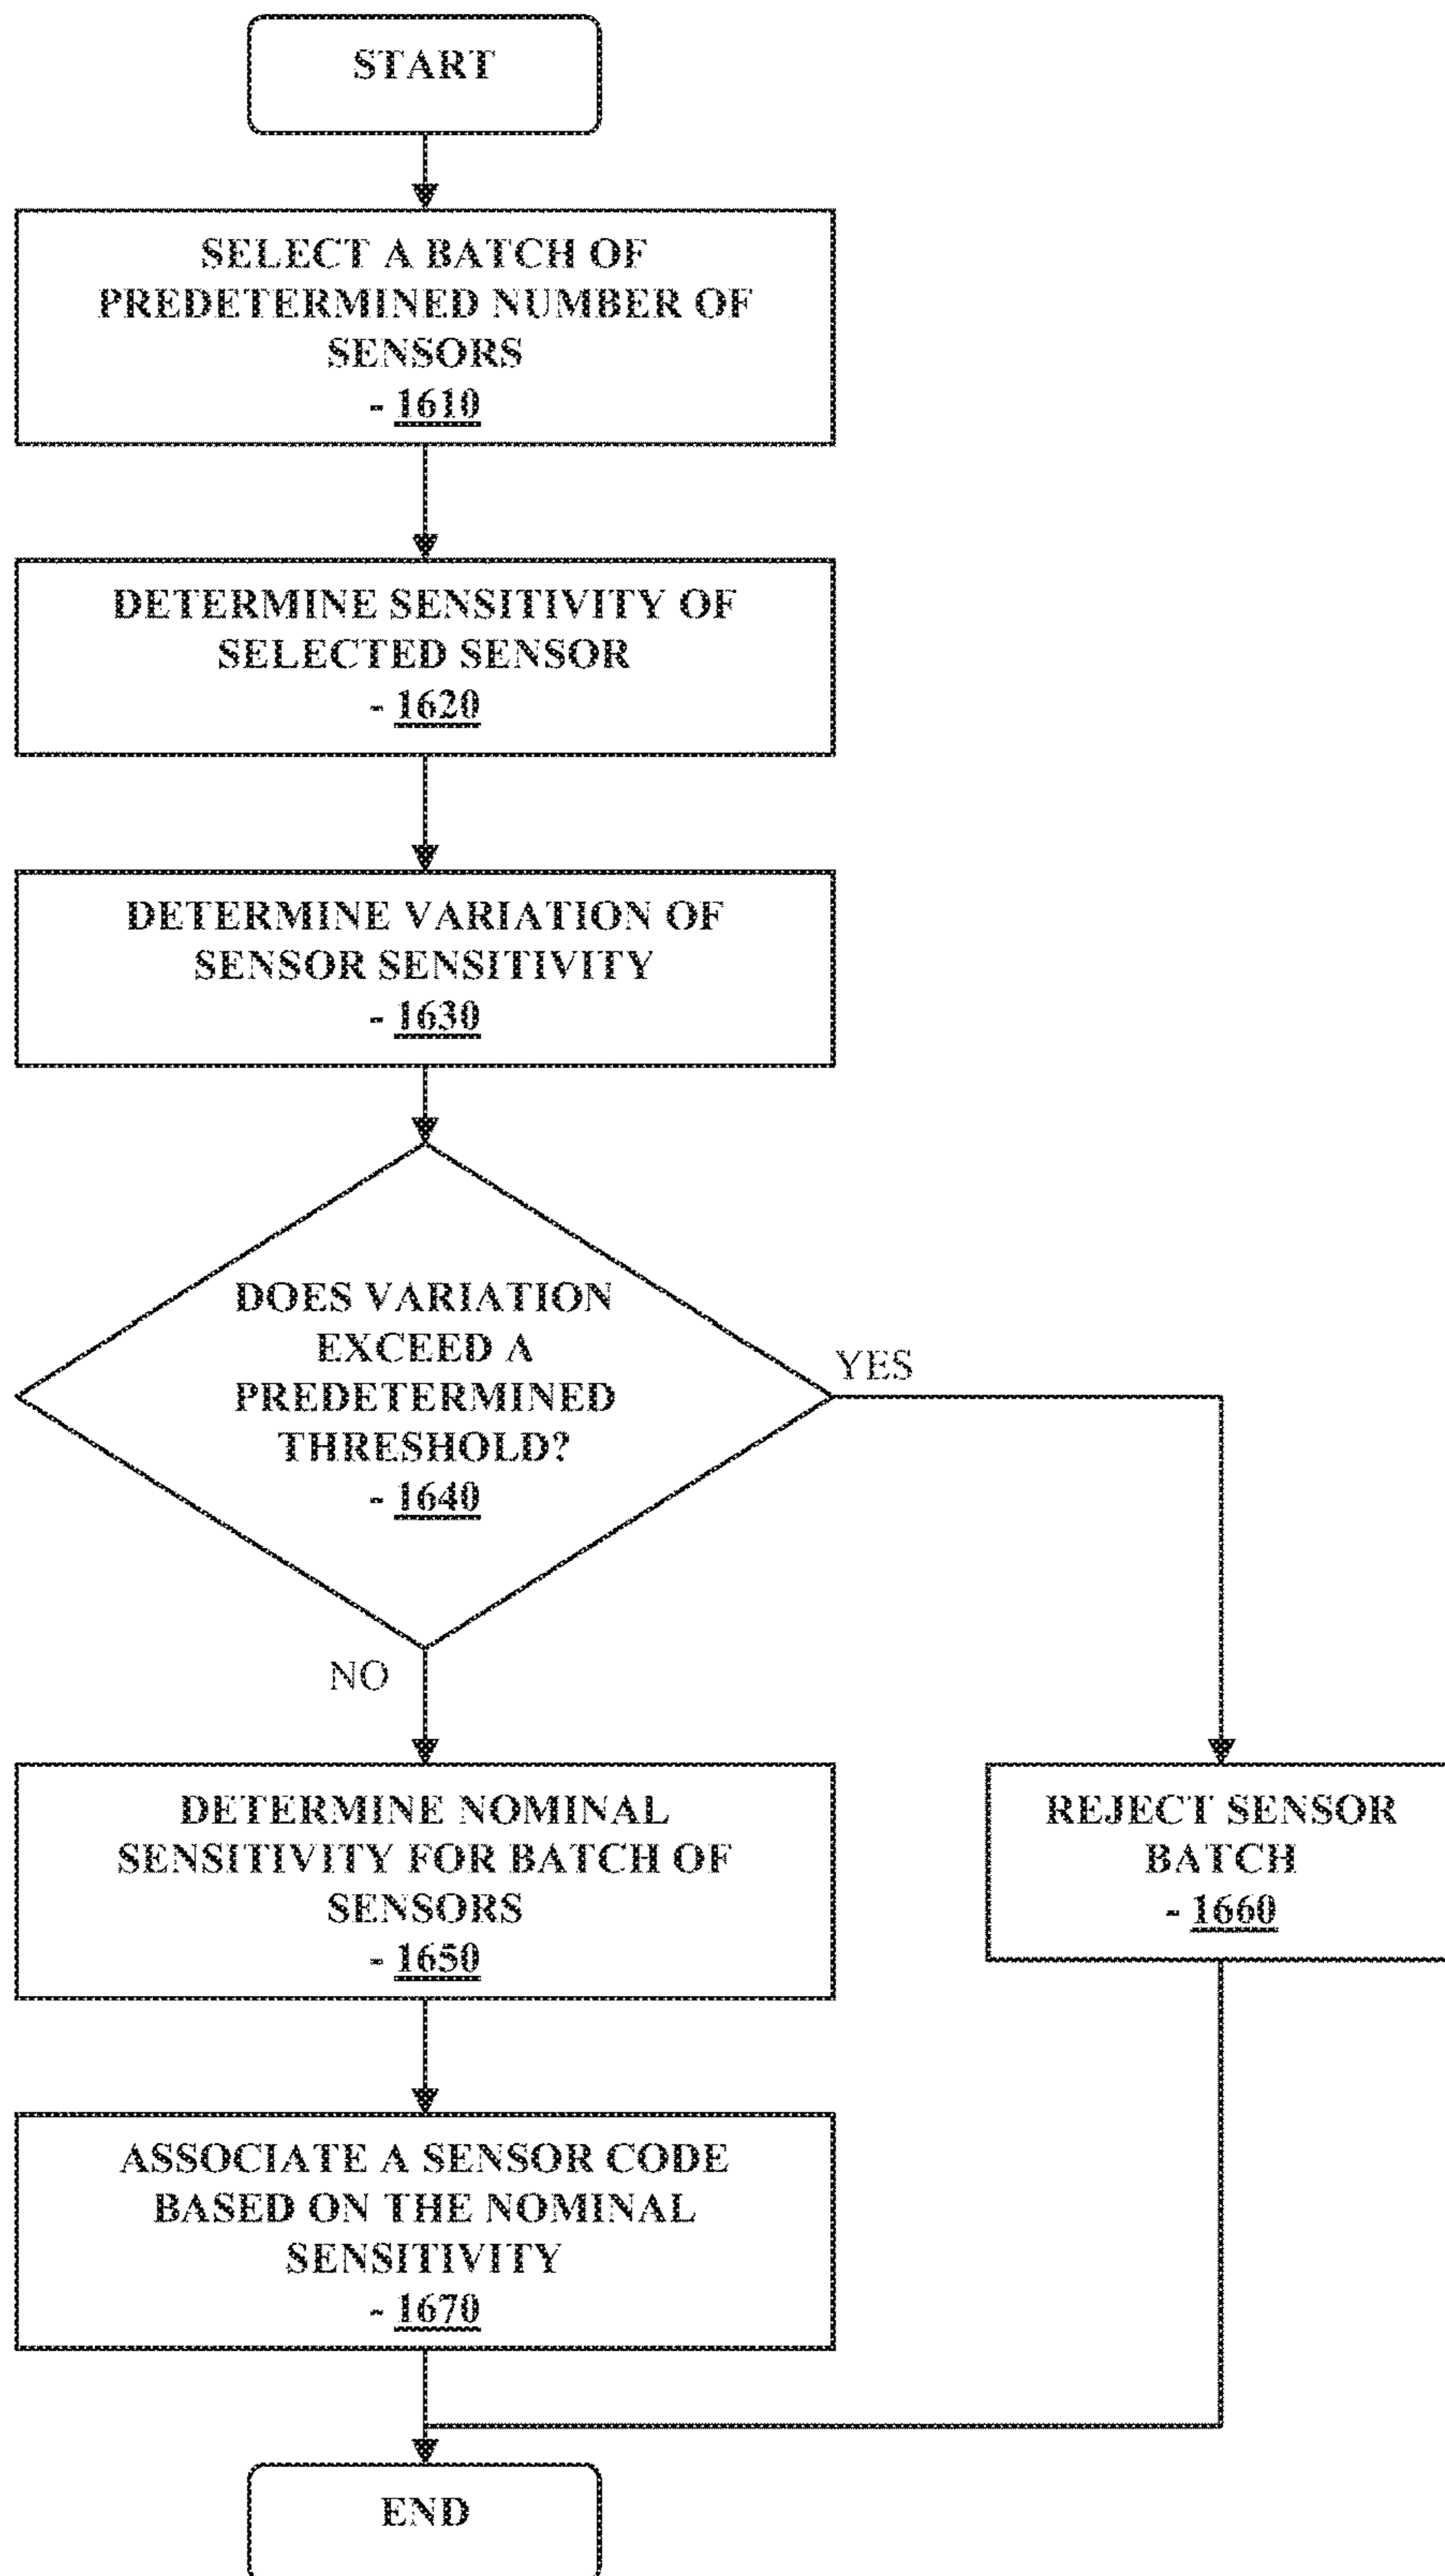 START
SELECT A BATCH OF
PREDETERMINED NUMBER OF
SENSORS
- 1610
DETERMINE SENSITIVITY OF
SELECTED SENSOR
- 1620
DETERMINE VARIATION OF
SENSOR SENSITIVITY
- 1630
DOES VARIATION
EXCEED A
PREDETERMINED
THRESHOLD?
- 1640
YES
NO
DETERMINE NOMINAL
SENSITIVITY FOR BATCH OF
SENSORS
- 1650
REJECT SENSOR
BATCH
- 1660
ASSOCIATE A SENSOR CODE
BASED ON THE NOMINAL
SENSITIVITY
- 1670
END